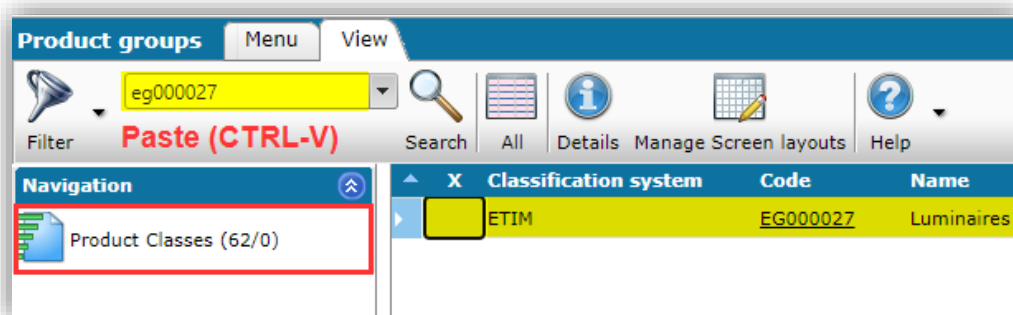 Product groups Menu View
eg000027
Filter Paste (CTRL-V) Search All Details Manage Screen layouts Help
Navigation X Classification system Code Name
Product Classes (62/0) ETIM EG000027 Luminaires